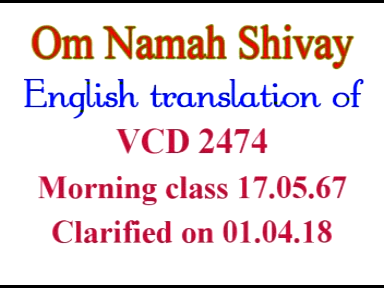 Om Namah Shivay
English translation of
VCD 2474
Morning class 17.05.67
Clarified on 01.04.18